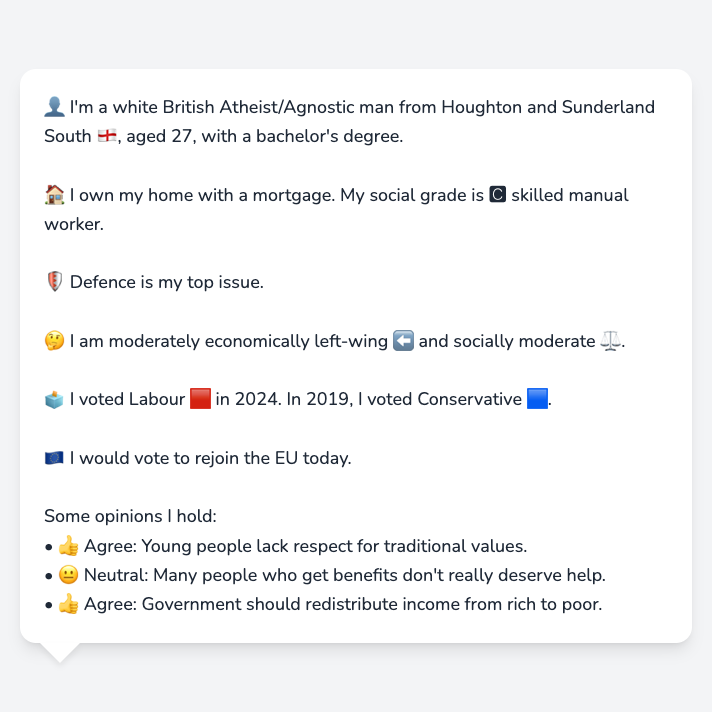 👤 I'm a white British Atheist/Agnostic man from Houghton and Sunderland
South 🏴󠁧󠁢󠁥󠁮󠁧󠁿, aged 27, with a bachelor's degree.
🏠 I own my home with a mortgage. My social grade is 🅲 skilled manual
worker.
🛡️ Defence is my top issue.
🤔 I am moderately economically left-wing ⬅️ and socially moderate ⚖️.
🗳️ I voted Labour 🟥 in 2024. In 2019, I voted Conservative 🟦.
🇪🇺 I would vote to rejoin the EU today.
Some opinions I hold:
• 👍 Agree: Young people lack respect for traditional values.
• 😐 Neutral: Many people who get benefits don't really deserve help.
• 👍 Agree: Government should redistribute income from rich to poor.